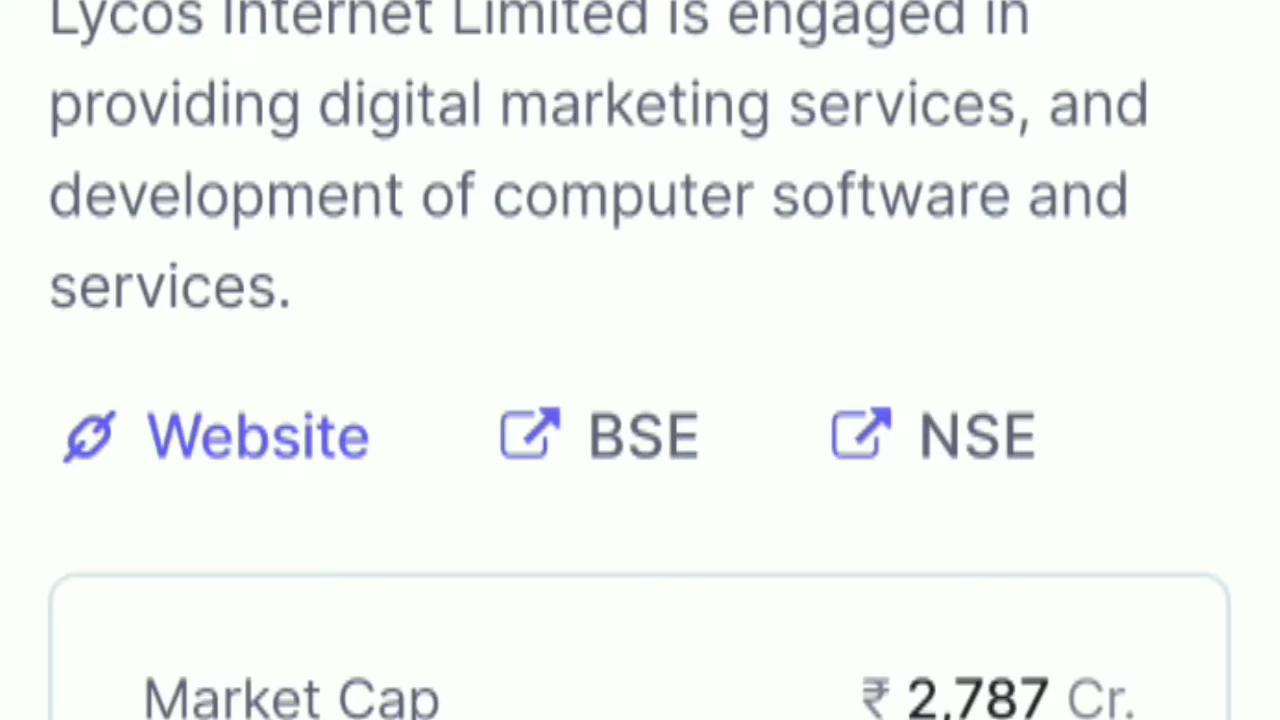 Lycos Internet Limited is engaged in
providing digital marketing services, and
development of computer software and
services.
Website BSE NSE
Market Cap ₹ 2,787 Cr.